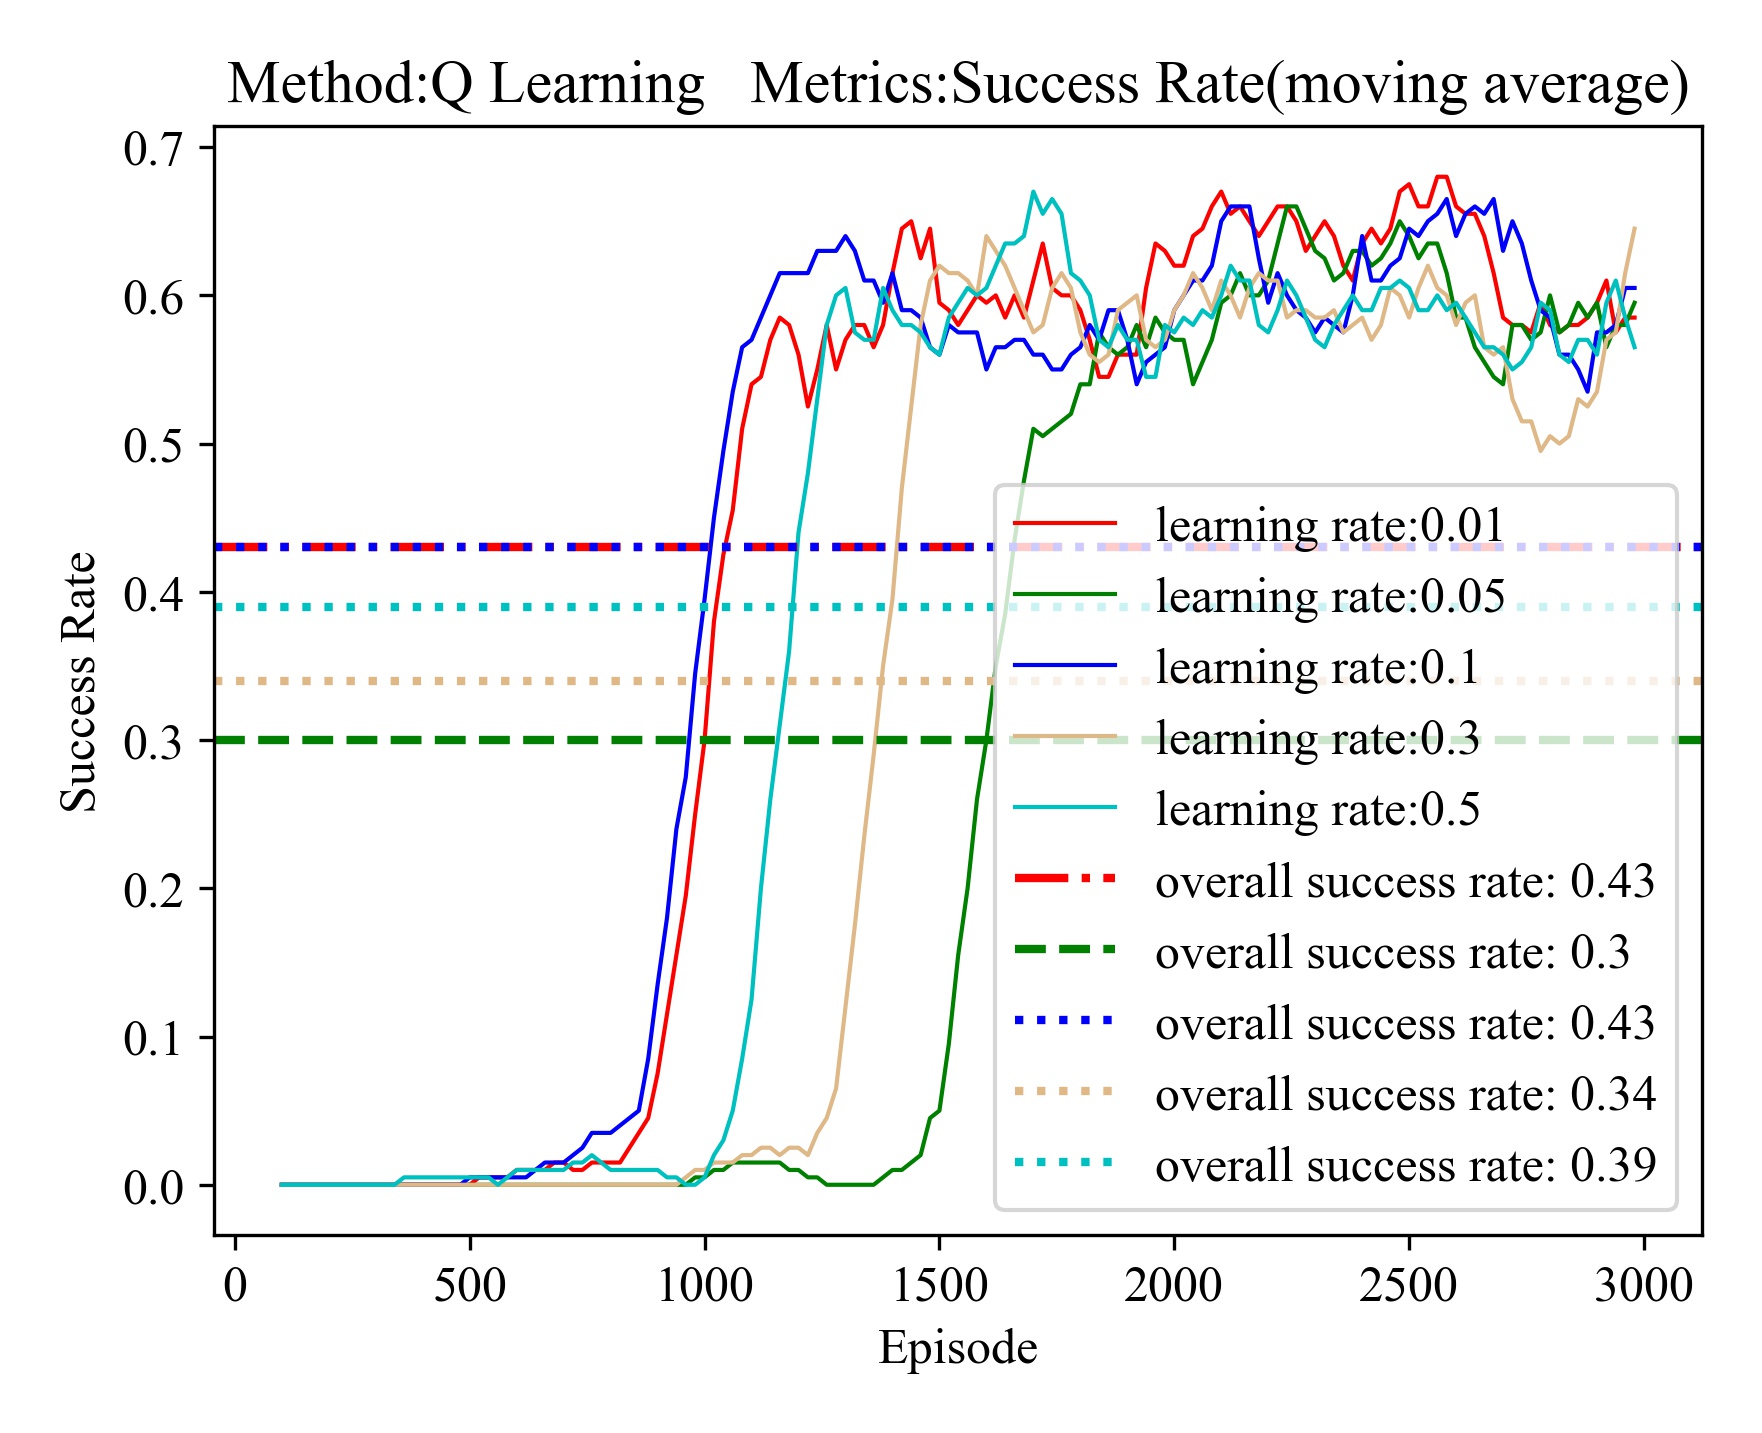 Method:Q Learning   Metrics:Success Rate(moving average)
0.7
0.6
0.5
0.4
0.3
0.2
0.1
0.0
Success Rate
learning rate:0.01
learning rate:0.05
learning rate:0.1
learning rate:0.3
learning rate:0.5
overall success rate: 0.43
overall success rate: 0.3
overall success rate: 0.43
overall success rate: 0.34
overall success rate: 0.39
0 500 1000 1500 2000 2500 3000
Episode